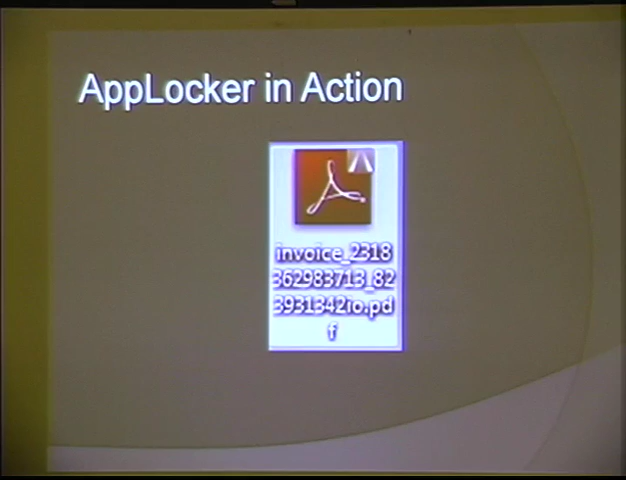 AppLocker in Action
invoice_2318
362983713_82
3931342io.pd
f